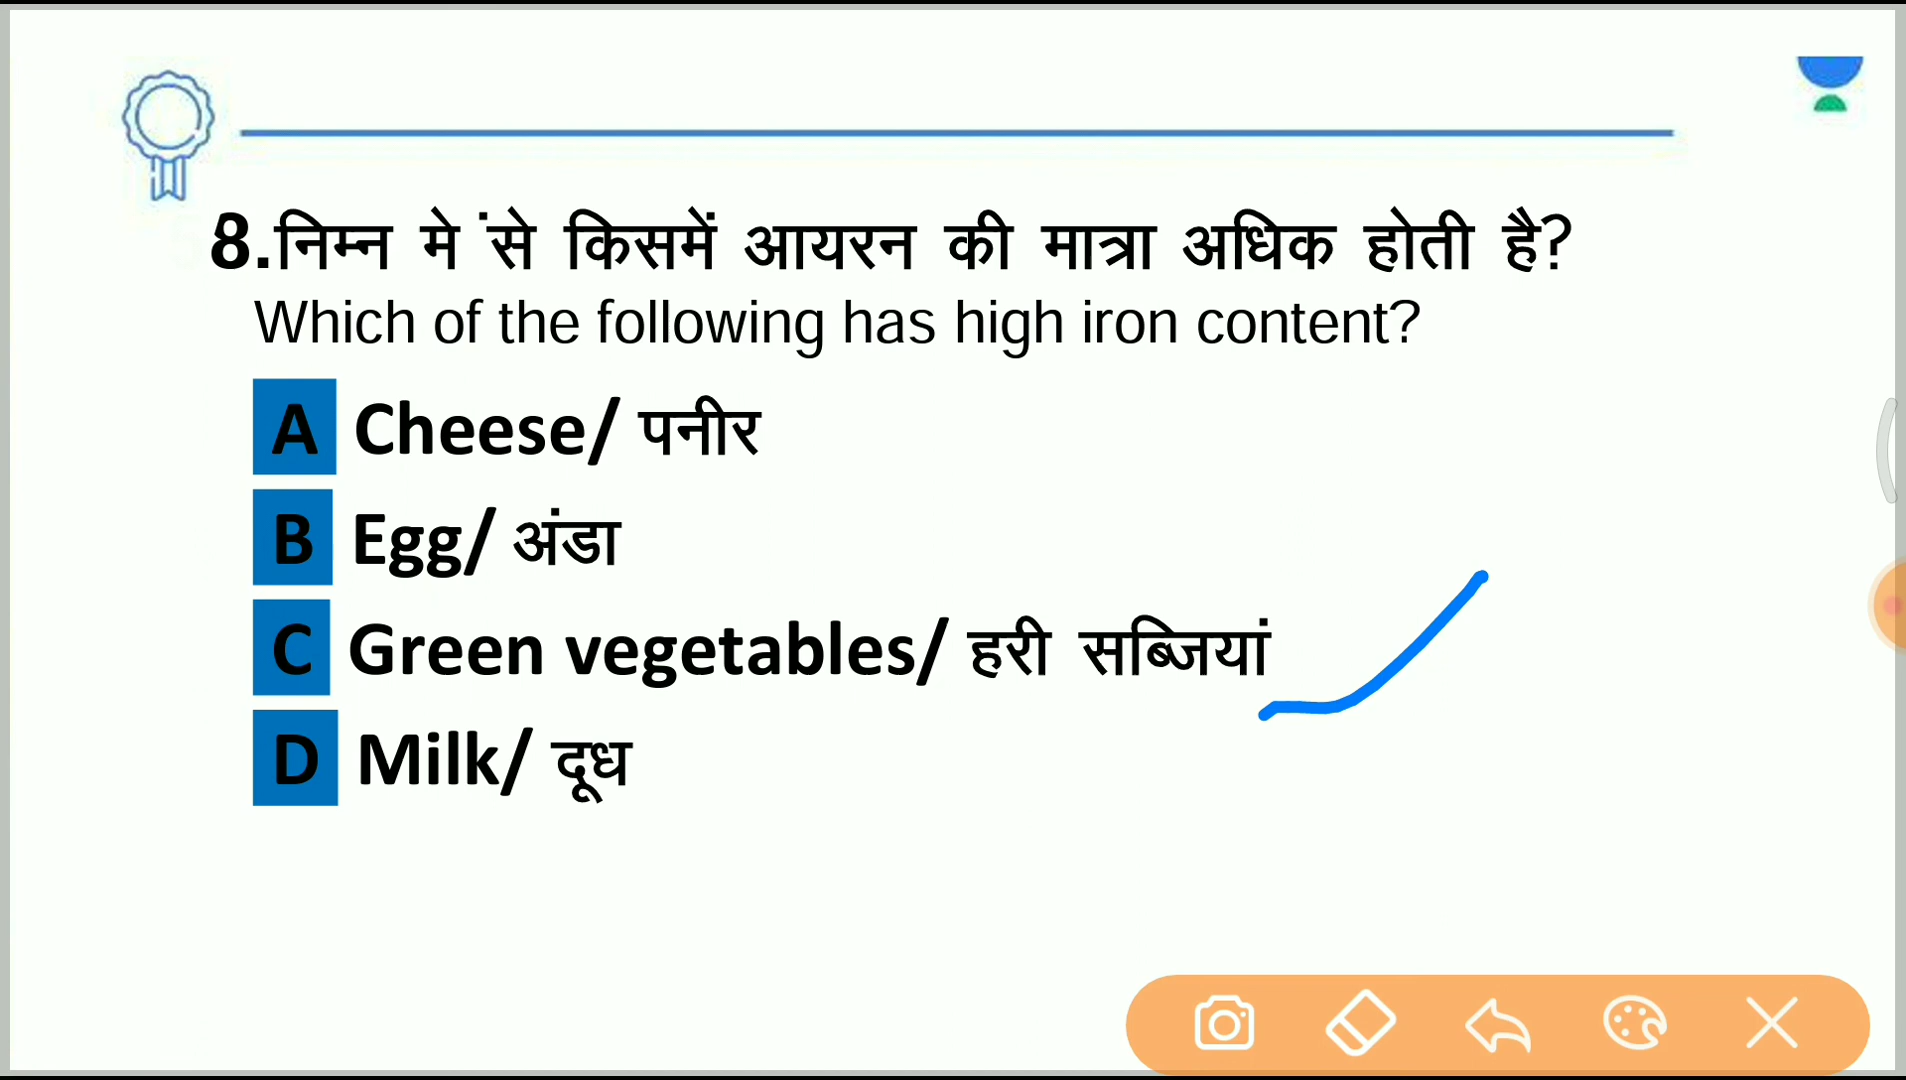 8.निम्न मे ंसे किसमें आयरन की मात्रा अधिक होती है?
Which of the following has high iron content?
A Cheese/ पनीर
B Egg/ अंडा
C Green vegetables/ हरी सब्जियां
D Milk/ दूध